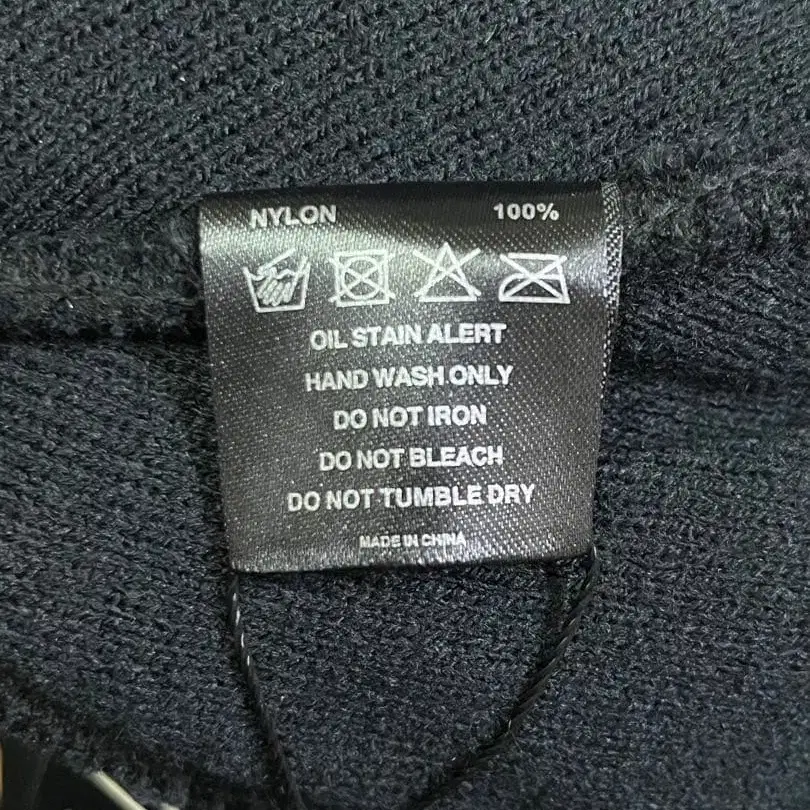 NYLON 100%
OIL STAIN ALERT
HAND WASH ONLY
DO NOT IRON
DO NOT BLEACH
DO NOT TUMBLE DRY
MADE IN CHINA